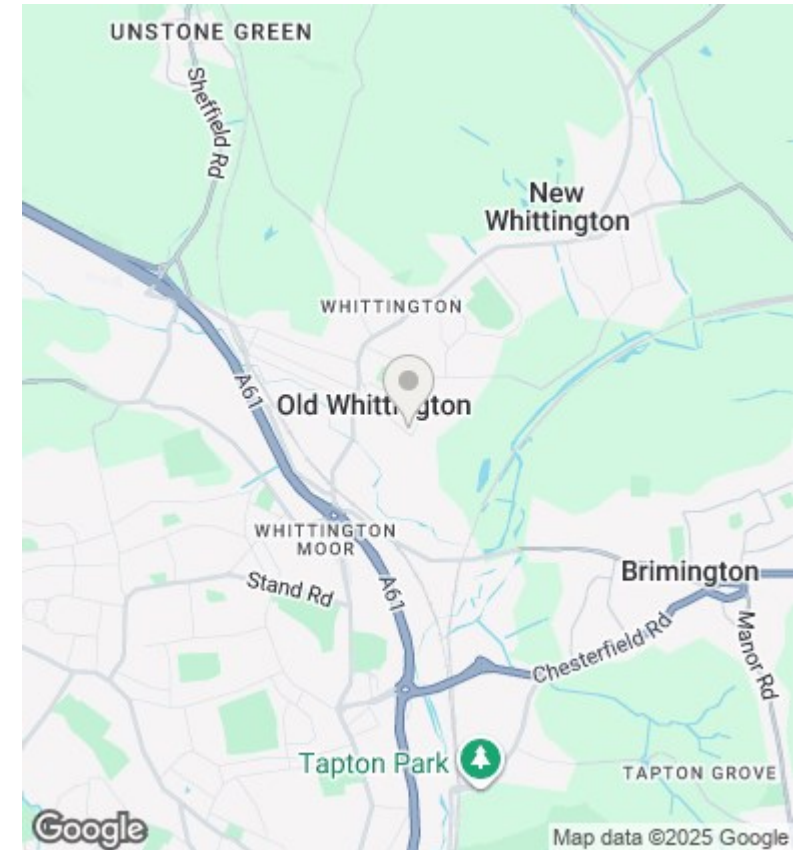 UNSTONE GREEN
Sheffield Rd
New
Whittington
WHITTINGTON
A61
Old Whittington
WHITTINGTON
MOOR
Stand Rd
A61
Brimington
Chesterfield Rd
Manor Rd
Tapton Park
TAPTON GROVE
Google
Map data ©2025 Google